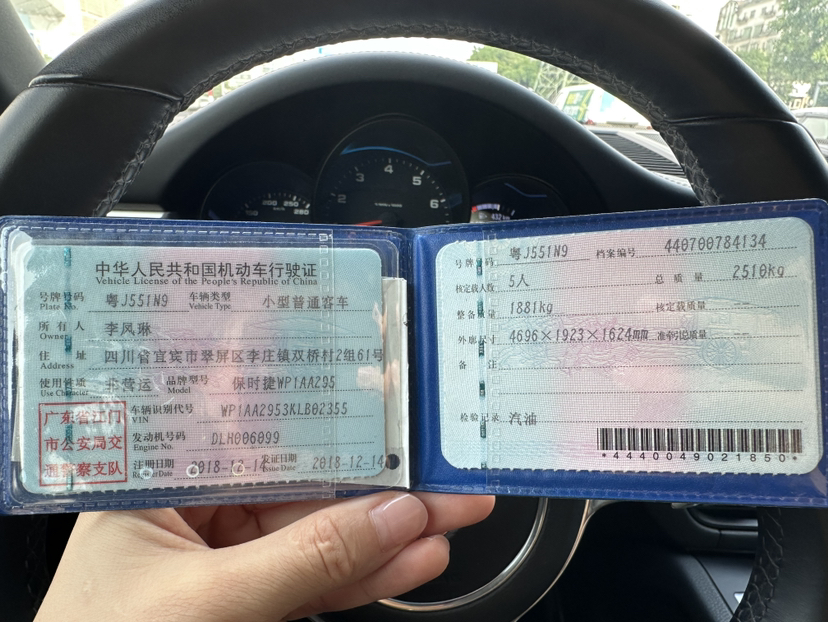 中华人民共和国机动车行驶证
Vehicle License of the People's Republic of China
号牌号码 Plate No. 粤J551N9 车辆类型 Vehicle Type 小型普通客车
所有人 Owner 李凤琳
住址 Address 四川省宜宾市翠屏区李庄镇双桥村2组61号
使用性质 Use Character 非营运 品牌型号 Model 保时捷WP1AA295
车辆识别代号 VIN WP1AA2953KLB02355
发动机号码 Engine No. DLH006099
注册日期 Register Date 2018-12-14 发证日期 Issue Date 2018-12-14
广东省江门
市公安局交
通警察支队
号牌号码 粤J551N9 档案编号 440700784134
核定载人数 5人 总质量 2510kg
整备质量 1881kg 核定载质量 --
外廓尺寸 4696×1923×1624mm 准牵引总质量 --
备注
检验记录 汽油
*4440049021850*
2 3 4 5 6
200 250 280
432